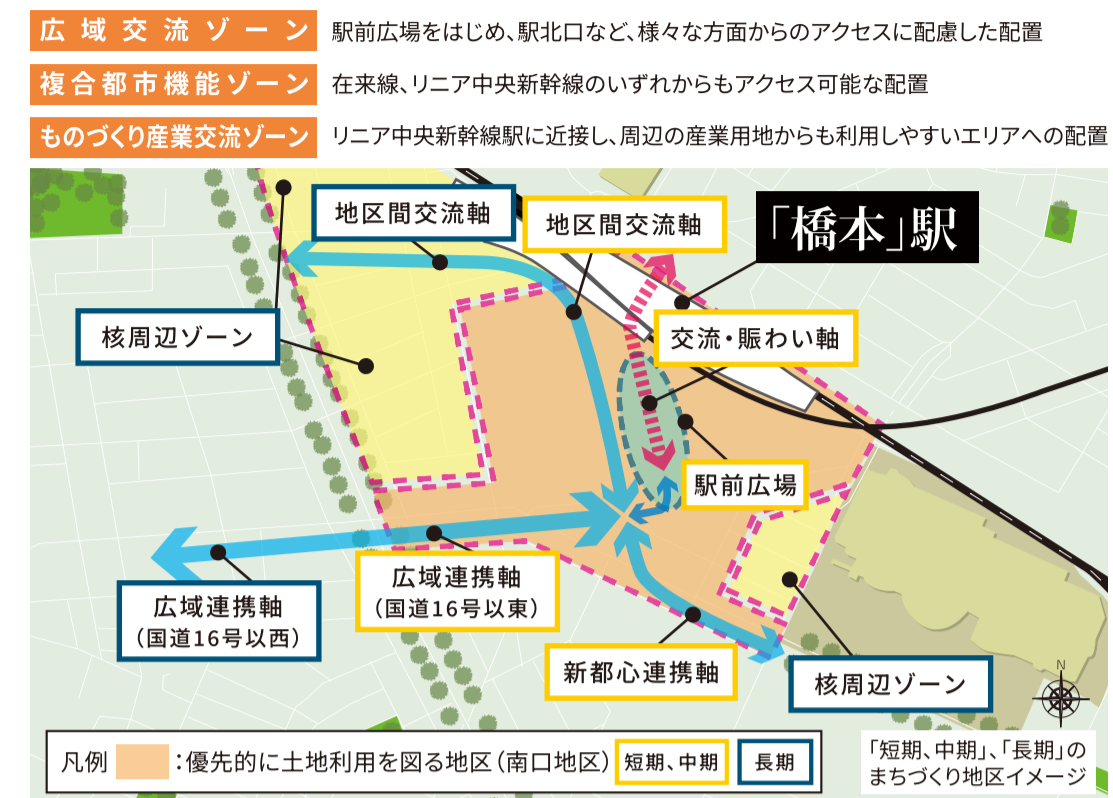 広域交流ゾーン 駅前広場をはじめ、駅北口など、様々な方面からのアクセスに配慮した配置
複合都市機能ゾーン 在来線、リニア中央新幹線のいずれからもアクセス可能な配置
ものづくり産業交流ゾーン リニア中央新幹線駅に近接し、周辺の産業用地からも利用しやすいエリアへの配置
地区間交流軸
地区間交流軸
「橋本」駅
核周辺ゾーン
交流・賑わい軸
駅前広場
広域連携軸
（国道16号以東）
広域連携軸
（国道16号以西）
新都心連携軸
核周辺ゾーン
N
凡例 ：優先的に土地利用を図る地区（南口地区） 短期、中期 長期
「短期、中期」、「長期」の
まちづくり地区イメージ